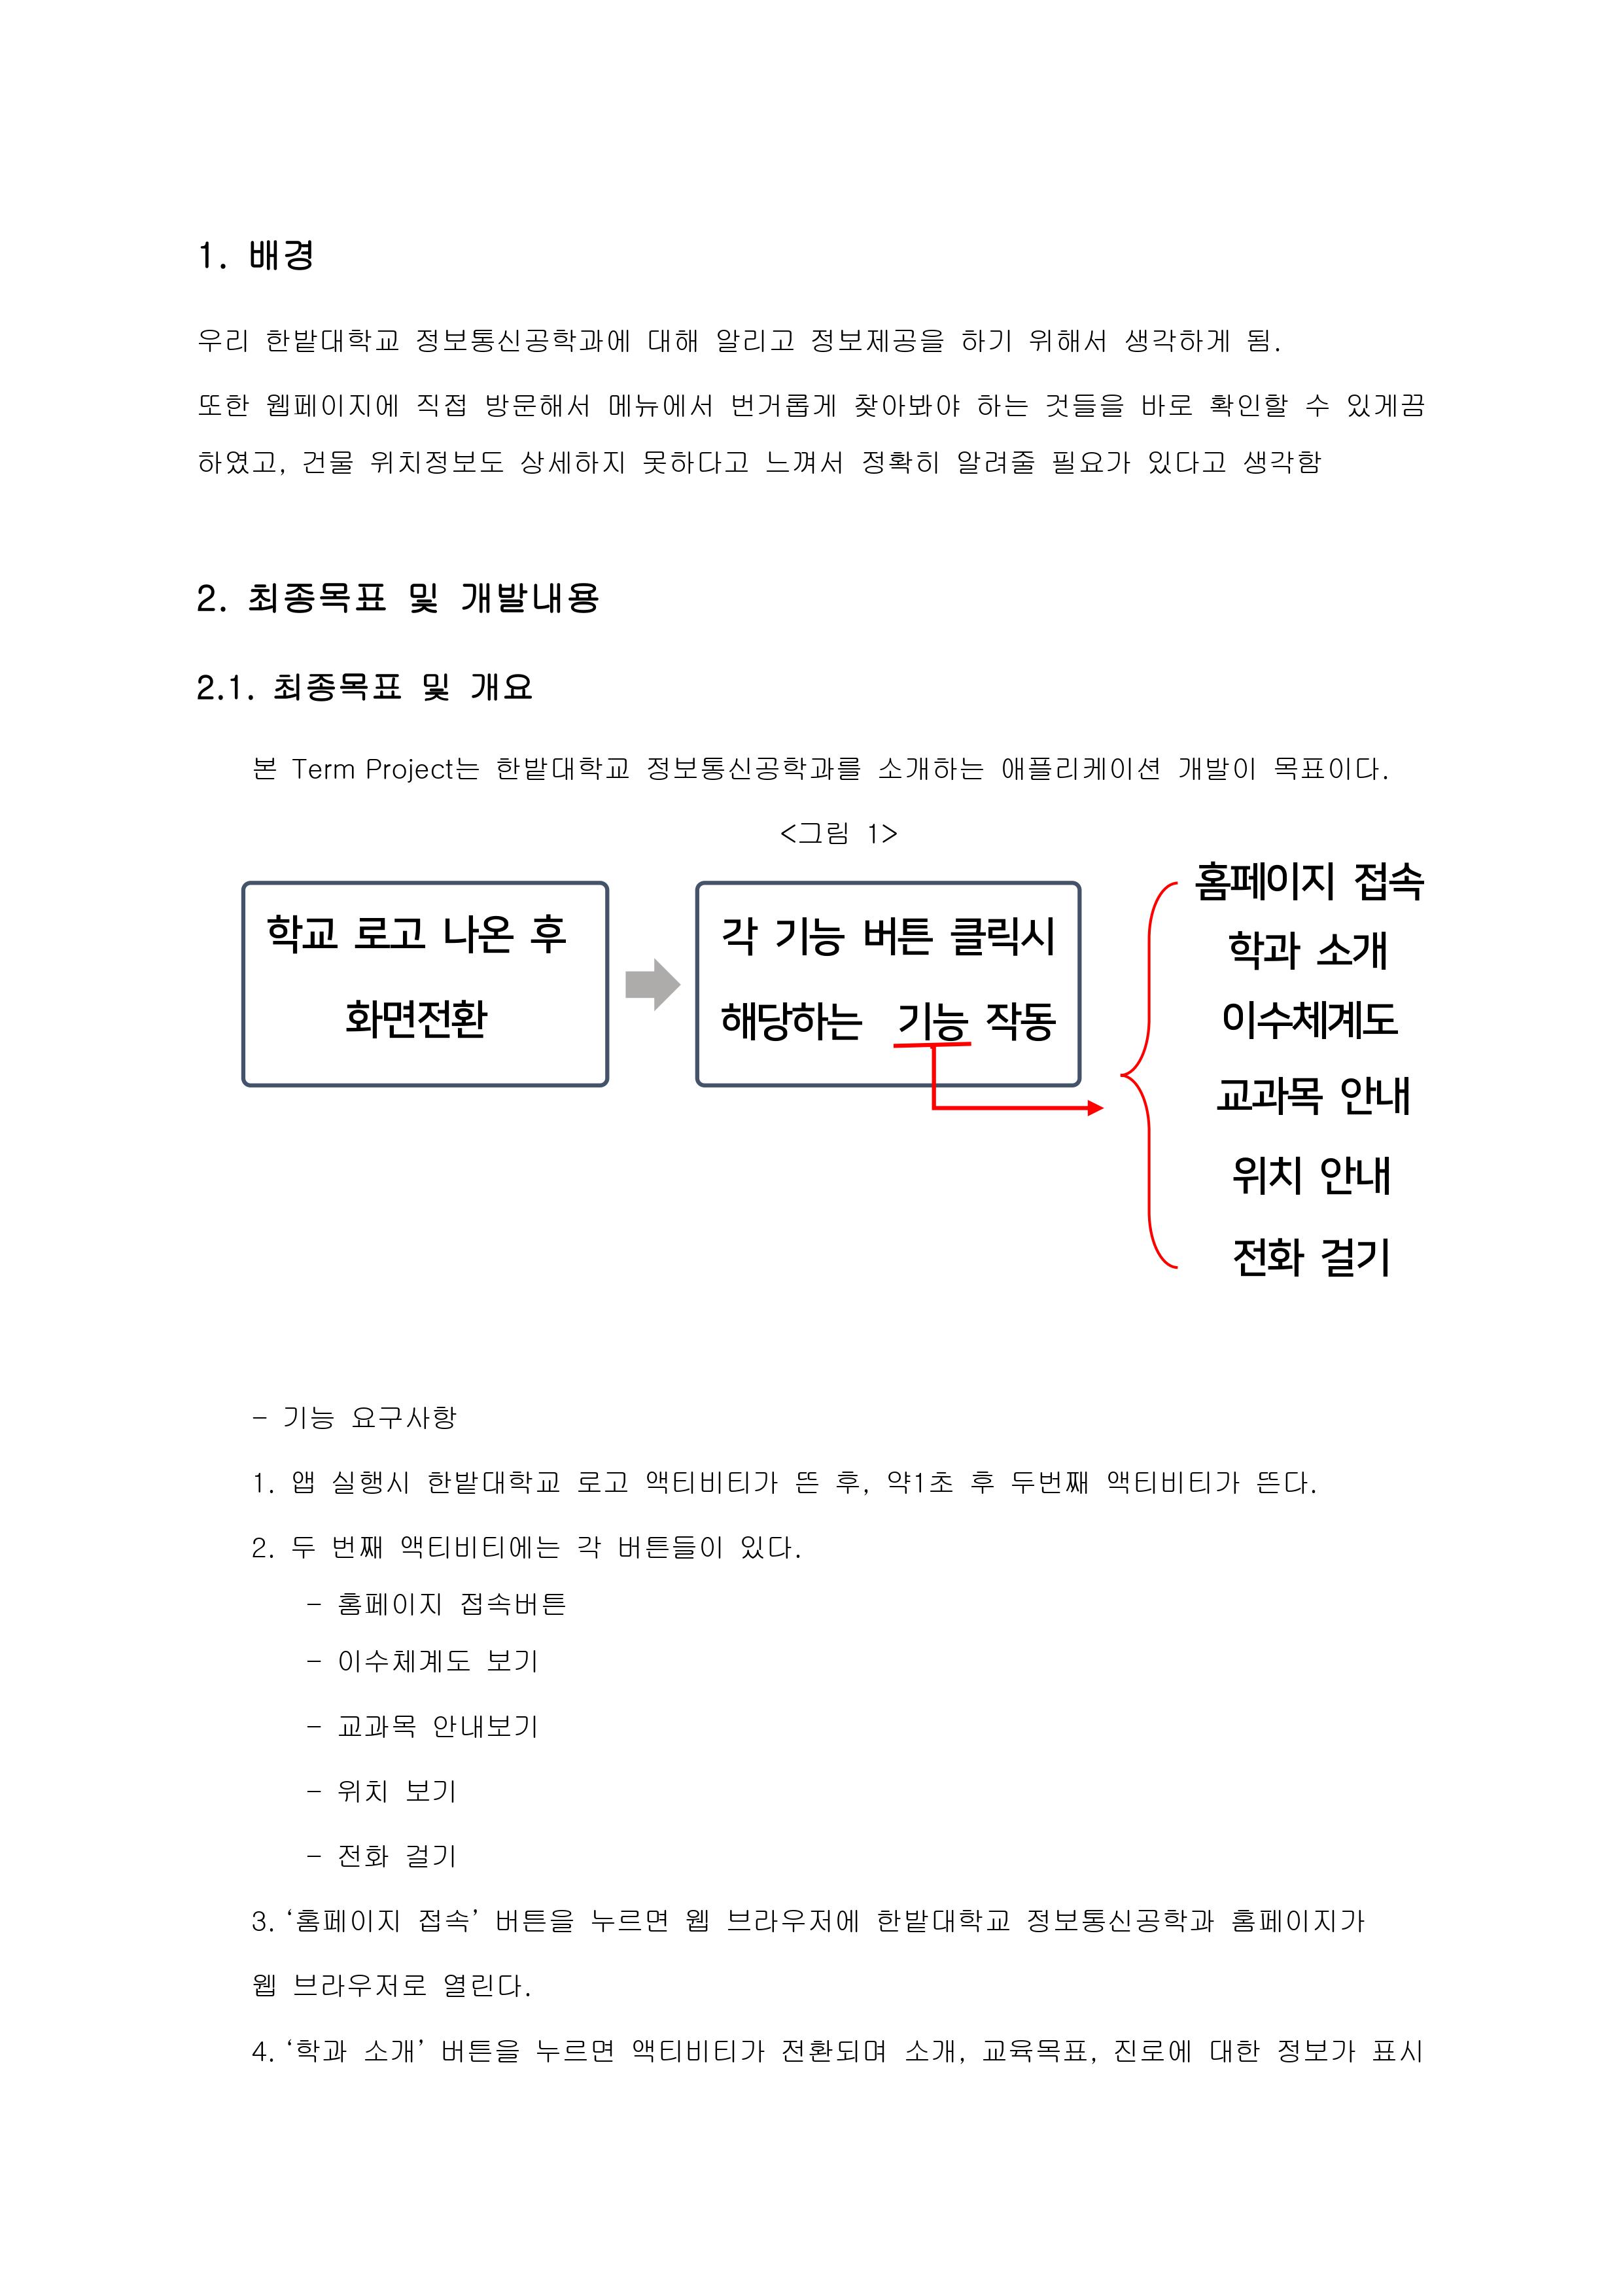 1. 배경
우리 한밭대학교 정보통신공학과에 대해 알리고 정보제공을 하기 위해서 생각하게 됨.
또한 웹페이지에 직접 방문해서 메뉴에서 번거롭게 찾아봐야 하는 것들을 바로 확인할 수 있게끔
하였고, 건물 위치정보도 상세하지 못하다고 느껴서 정확히 알려줄 필요가 있다고 생각함
2. 최종목표 및 개발내용
2.1. 최종목표 및 개요
본 Term Project는 한밭대학교 정보통신공학과를 소개하는 애플리케이션 개발이 목표이다.
<그림 1>
학교 로고 나온 후
화면전환
각 기능 버튼 클릭시
해당하는 기능 작동
홈페이지 접속
학과 소개
이수체계도
교과목 안내
위치 안내
전화 걸기
- 기능 요구사항
1. 앱 실행시 한밭대학교 로고 액티비티가 뜬 후, 약1초 후 두번째 액티비티가 뜬다.
2. 두 번째 액티비티에는 각 버튼들이 있다.
- 홈페이지 접속버튼
- 이수체계도 보기
- 교과목 안내보기
- 위치 보기
- 전화 걸기
3. ‘홈페이지 접속’ 버튼을 누르면 웹 브라우저에 한밭대학교 정보통신공학과 홈페이지가
웹 브라우저로 열린다.
4. ‘학과 소개’ 버튼을 누르면 액티비티가 전환되며 소개, 교육목표, 진로에 대한 정보가 표시